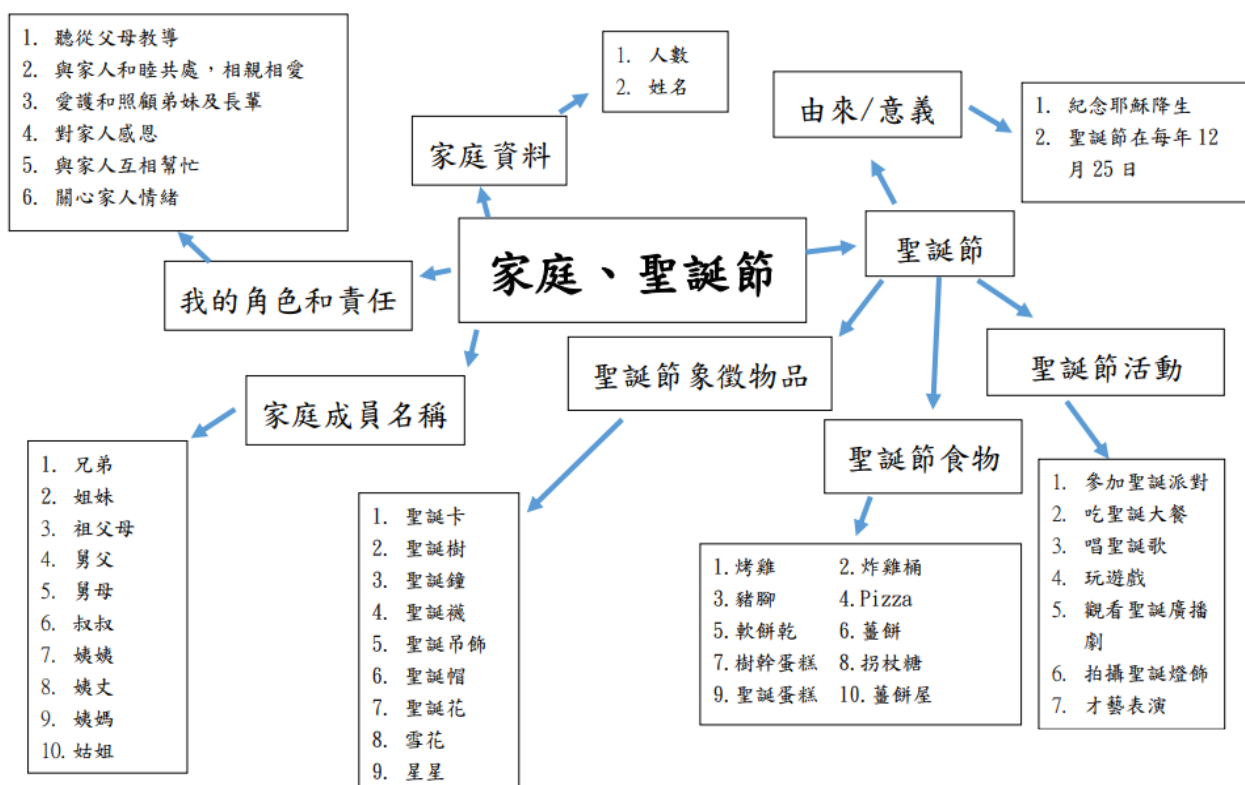 家庭、聖誕節
家庭資料
1. 人數
2. 姓名
我的角色和責任
1. 聽從父母教導
2. 與家人和睦共處，相親相愛
3. 愛護和照顧弟妹及長輩
4. 對家人感恩
5. 與家人互相幫忙
6. 關心家人情緒
家庭成員名稱
1. 兄弟
2. 姐妹
3. 祖父母
4. 舅父
5. 舅母
6. 叔叔
7. 姨姨
8. 姨丈
9. 姨媽
10. 姑姐
聖誕節
由來/意義
1. 紀念耶穌降生
2. 聖誕節在每年 12
月 25 日
聖誕節象徵物品
1. 聖誕卡
2. 聖誕樹
3. 聖誕鐘
4. 聖誕襪
5. 聖誕吊飾
6. 聖誕帽
7. 聖誕花
8. 雪花
9. 星星
聖誕節食物
1.烤雞 2.炸雞桶
3.豬腳 4.Pizza
5.軟餅乾 6.薑餅
7.樹幹蛋糕 8.拐杖糖
9.聖誕蛋糕 10.薑餅屋
聖誕節活動
1. 參加聖誕派對
2. 吃聖誕大餐
3. 唱聖誕歌
4. 玩遊戲
5. 觀看聖誕廣播
劇
6. 拍攝聖誕燈飾
7. 才藝表演